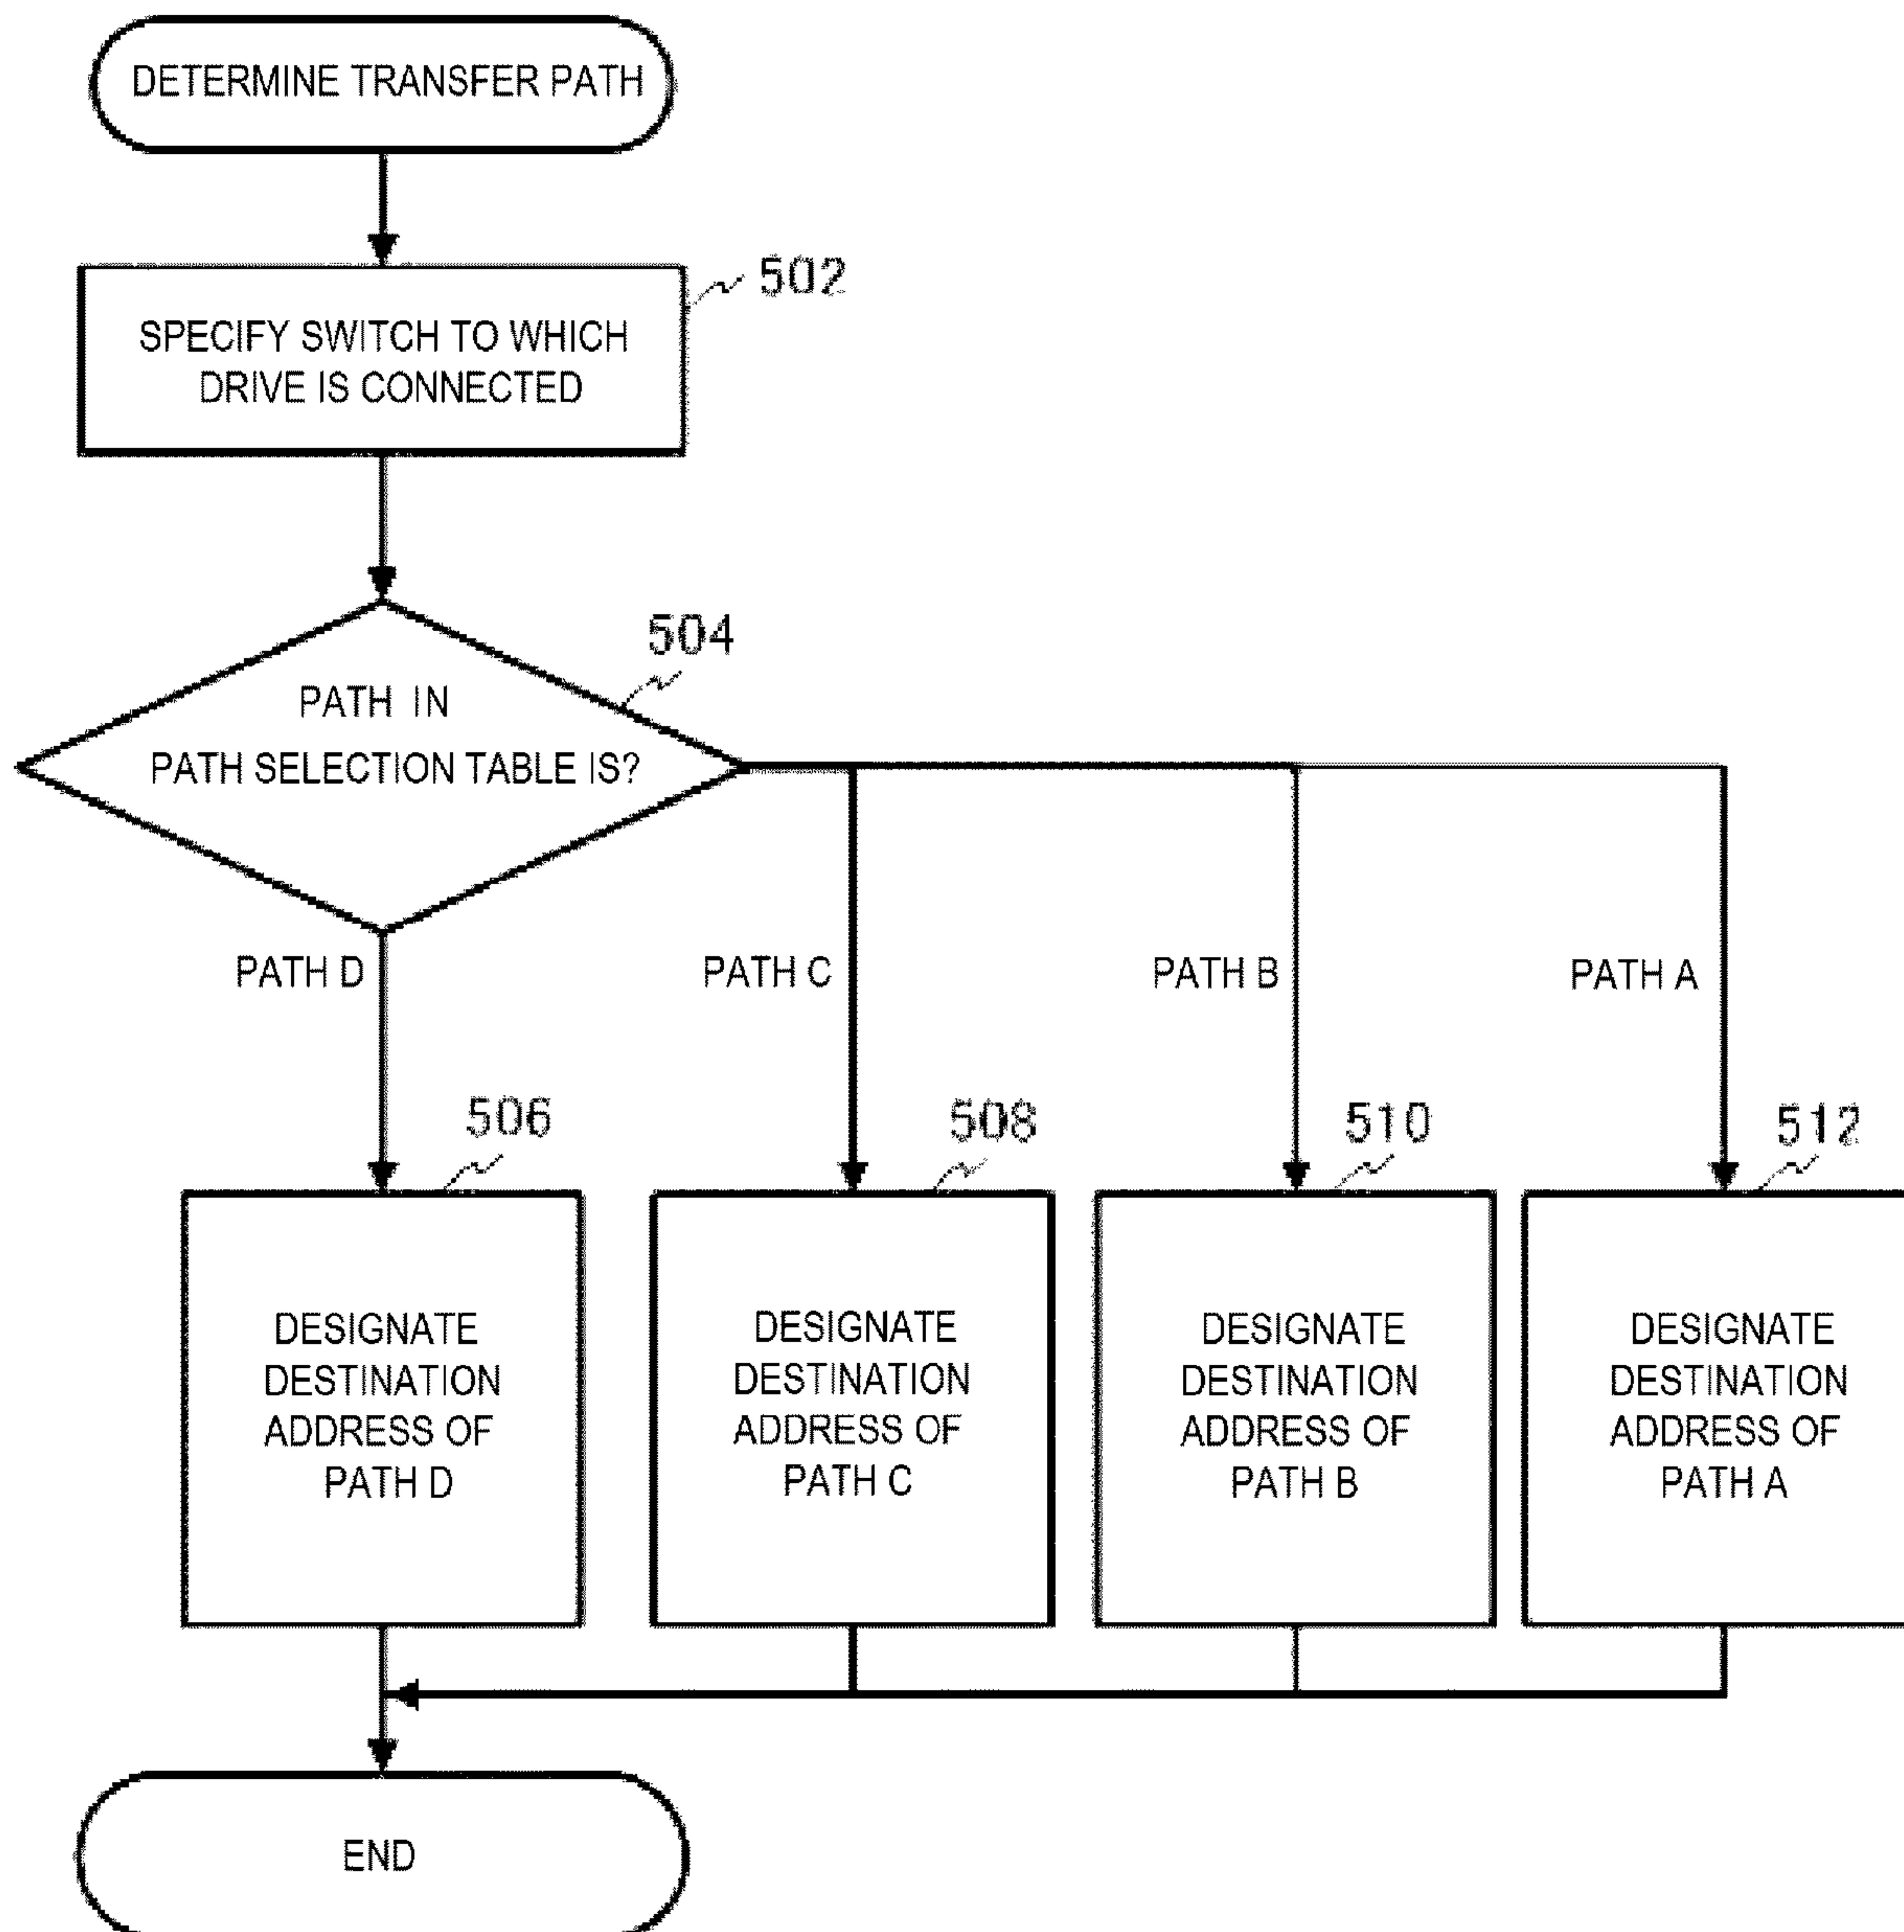 DETERMINE TRANSFER PATH
502
SPECIFY SWITCH TO WHICH
DRIVE IS CONNECTED
504
PATH IN
PATH SELECTION TABLE IS?
PATH D
PATH C
PATH B
PATH A
506
DESIGNATE
DESTINATION
ADDRESS OF
PATH D
508
DESIGNATE
DESTINATION
ADDRESS OF
PATH C
510
DESIGNATE
DESTINATION
ADDRESS OF
PATH B
512
DESIGNATE
DESTINATION
ADDRESS OF
PATH A
END